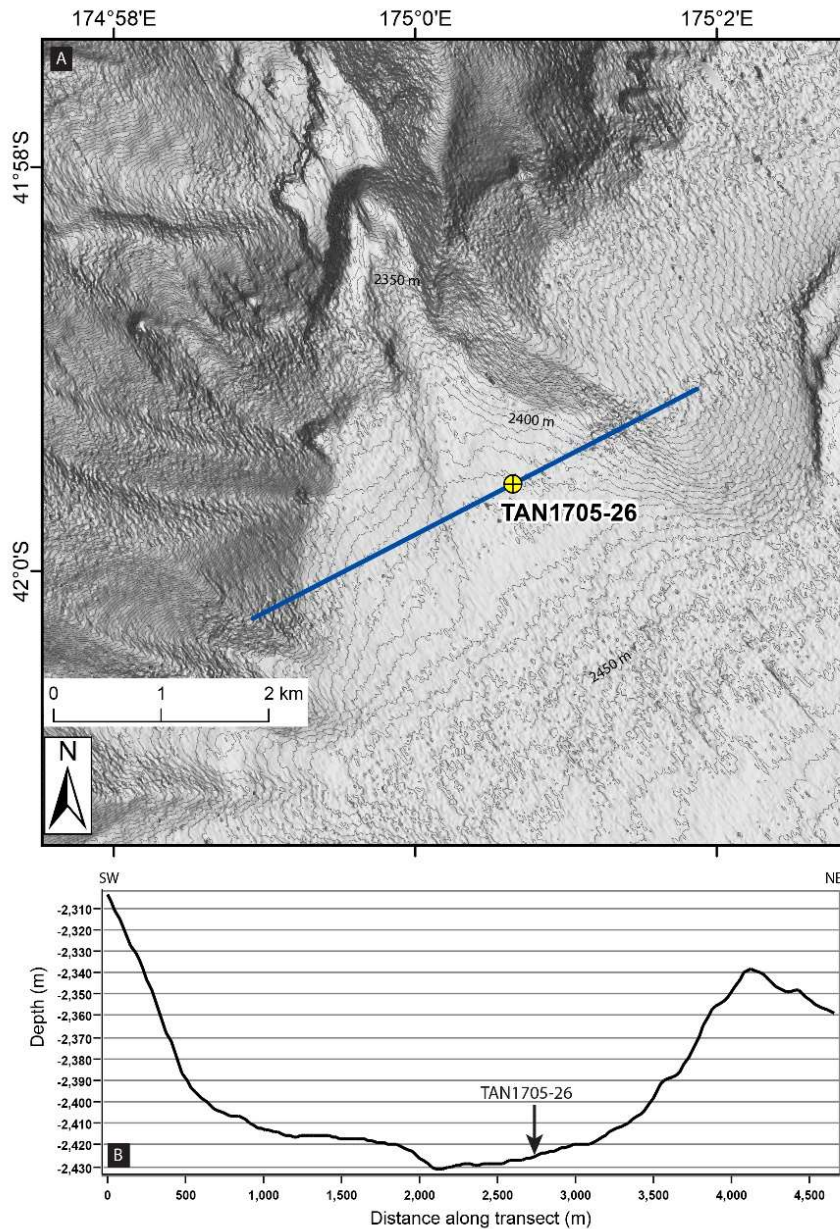 174°58'E 175°0'E 175°2'E
A
41°58'S
2350 m
2400 m
TAN1705-26
42°0'S
2450 m
0 1 2 km
N
SW NE
-2,310
-2,320
-2,330
-2,340
-2,350
-2,360
-2,370
-2,380
-2,390
-2,400
-2,410
-2,420
-2,430
Depth (m)
TAN1705-26
B
0 500 1,000 1,500 2,000 2,500 3,000 3,500 4,000 4,500
Distance along transect (m)